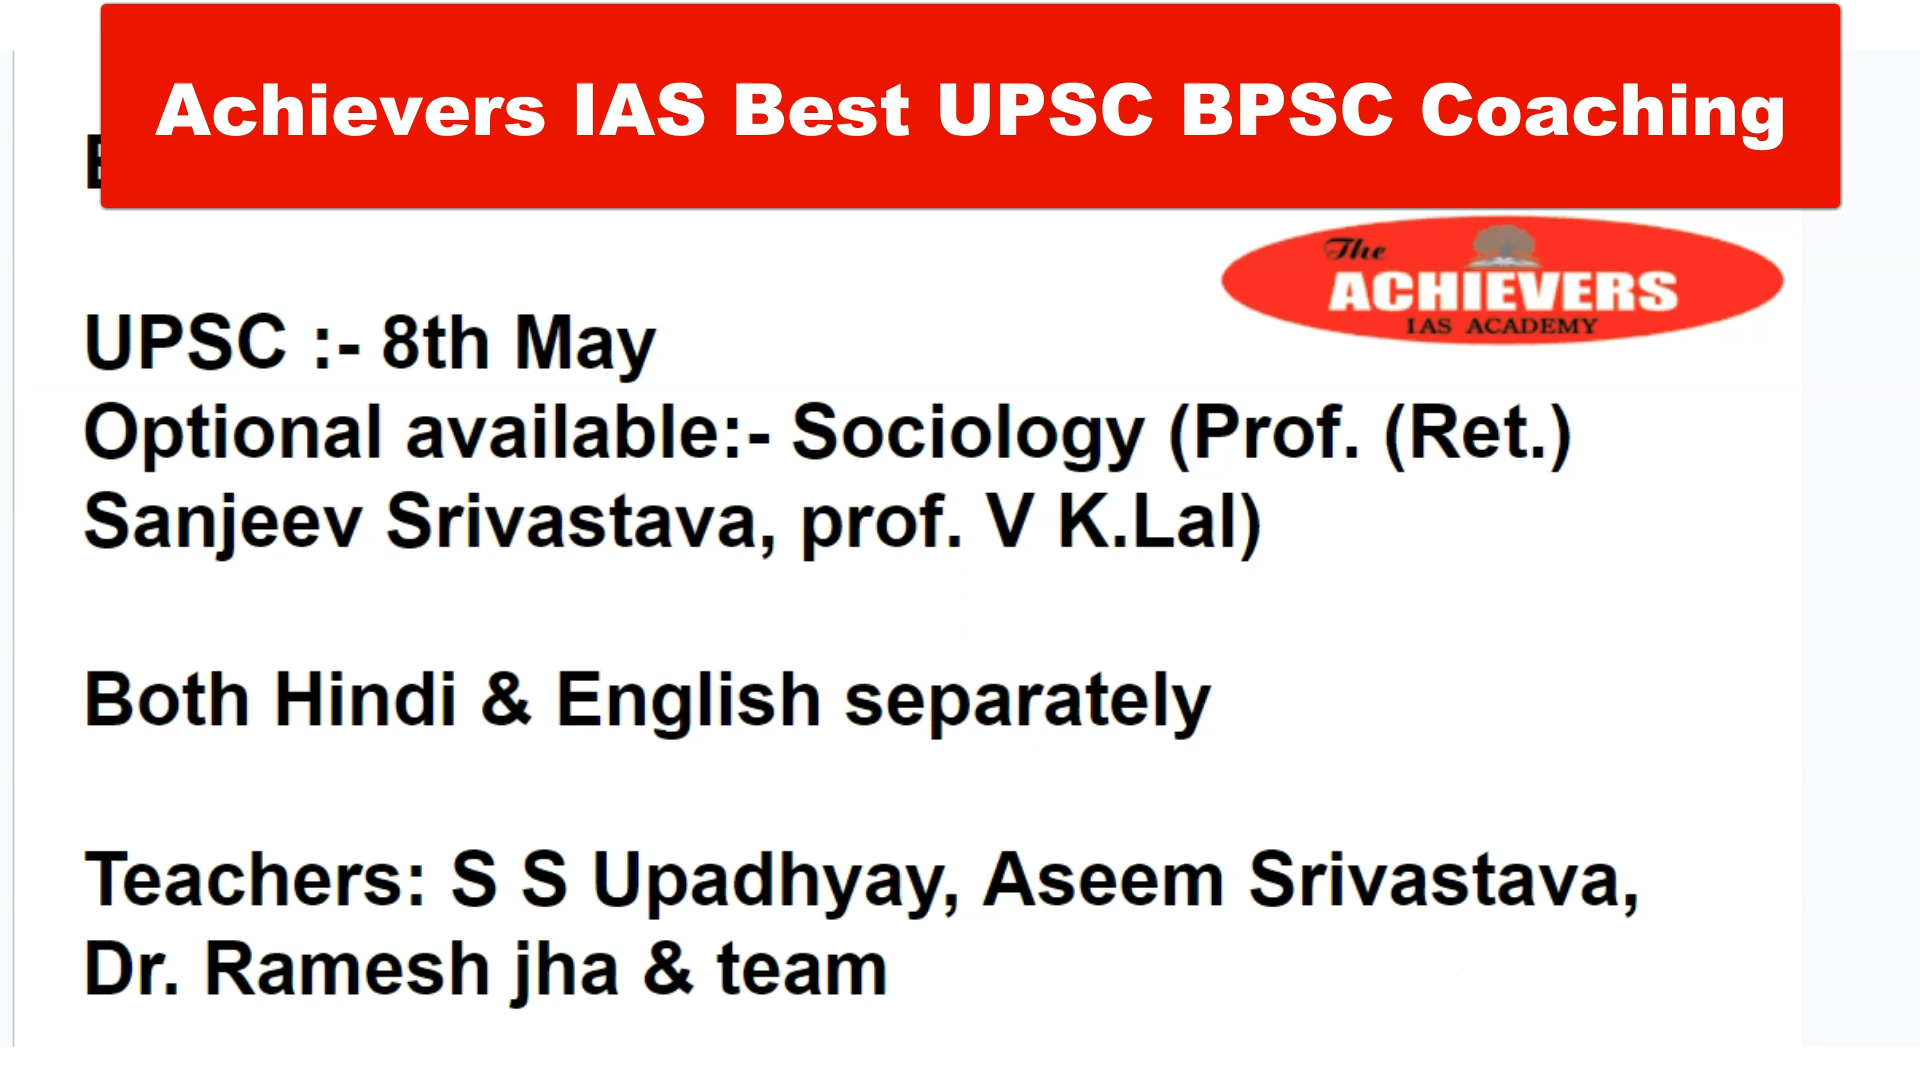 Achievers IAS Best UPSC BPSC Coaching
The
ACHIEVERS
IAS ACADEMY
UPSC :- 8th May
Optional available:- Sociology (Prof. (Ret.)
Sanjeev Srivastava, prof. V K.Lal)
Both Hindi & English separately
Teachers: S S Upadhyay, Aseem Srivastava,
Dr. Ramesh jha & team